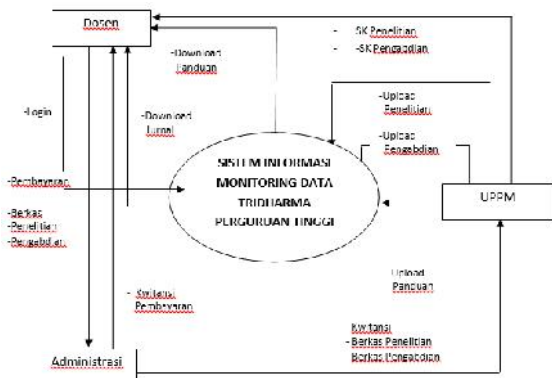 Dosen
-Download
Panduan
- SK Penelitian
- -SK Pengabdian
-Login
-Download
Jurnal
-Upload
Penelitian
-Upload
Pengabdian
SISTEM INFORMASI
MONITORING DATA
TRIDHARMA
PERGURUAN TINGGI
-Pembayaran
-Berkas
-Penelitian
-Pengabdian
UPPM
Upload
Panduan
- Kwitansi
Pembayaran
Kwitansi
- Berkas Penelitian
Berkas Pengabdian
Administrasi